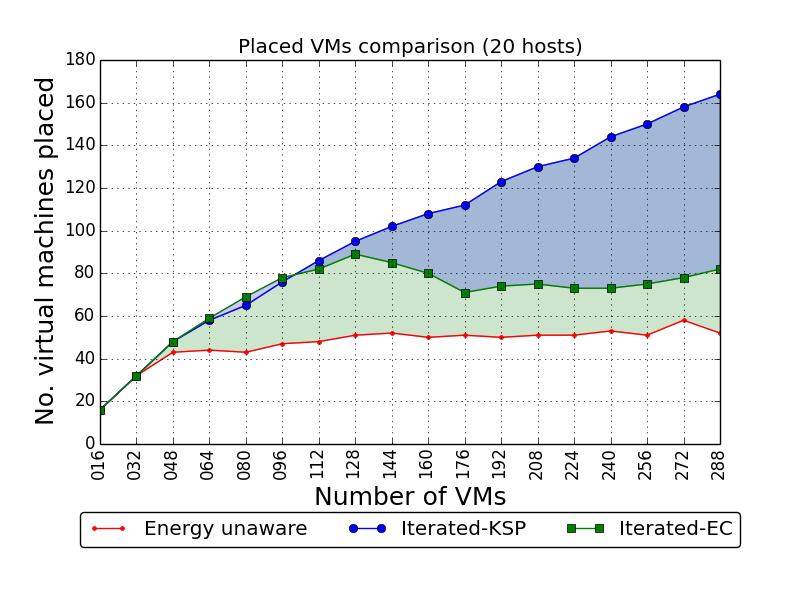 Placed VMs comparison (20 hosts)
No. virtual machines placed
180
160
140
120
100
80
60
40
20
0
016 032 048 064 080 096 112 128 144 160 176 192 208 224 240 256 272 288
Number of VMs
Energy unaware Iterated-KSP Iterated-EC